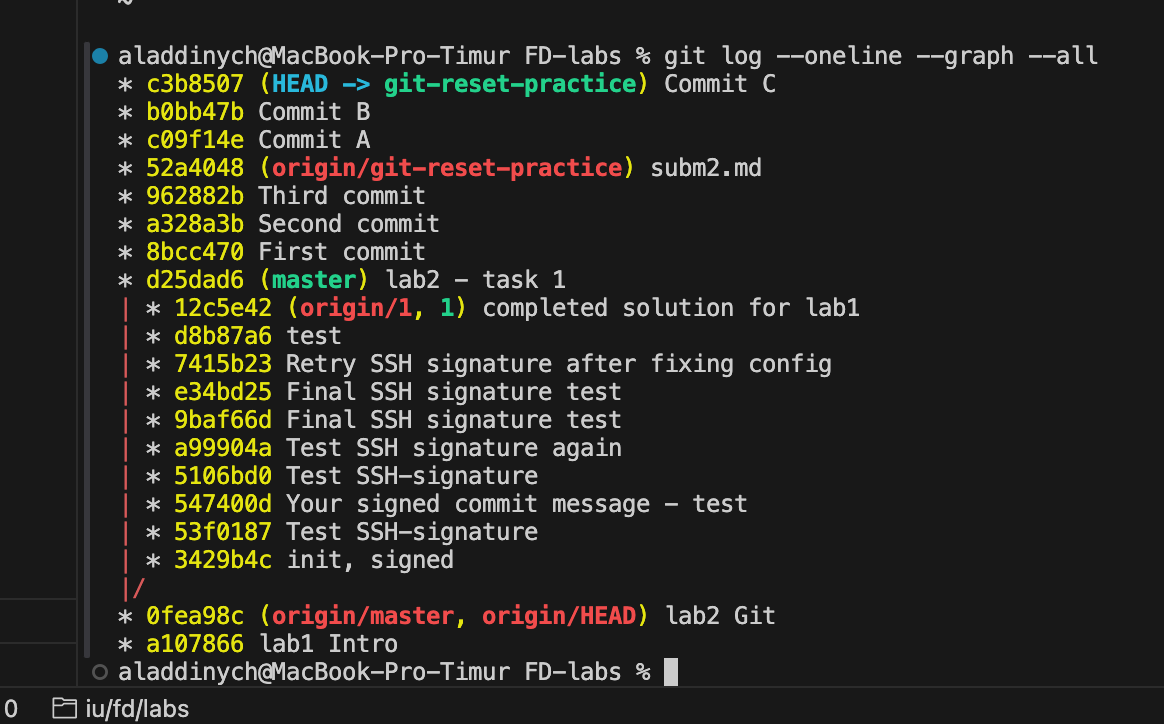 ~
aladdinych@MacBook-Pro-Timur FD-labs % git log --oneline --graph --all
* c3b8507 (HEAD -> git-reset-practice) Commit C
* b0bb47b Commit B
* c09f14e Commit A
* 52a4048 (origin/git-reset-practice) subm2.md
* 962882b Third commit
* a328a3b Second commit
* 8bcc470 First commit
* d25dad6 (master) lab2 - task 1
| * 12c5e42 (origin/1, 1) completed solution for lab1
| * d8b87a6 test
| * 7415b23 Retry SSH signature after fixing config
| * e34bd25 Final SSH signature test
| * 9baf66d Final SSH signature test
| * a99904a Test SSH signature again
| * 5106bd0 Test SSH-signature
| * 547400d Your signed commit message - test
| * 53f0187 Test SSH-signature
| * 3429b4c init, signed
|/
* 0fea98c (origin/master, origin/HEAD) lab2 Git
* a107866 lab1 Intro
aladdinych@MacBook-Pro-Timur FD-labs %
0 iu/fd/labs